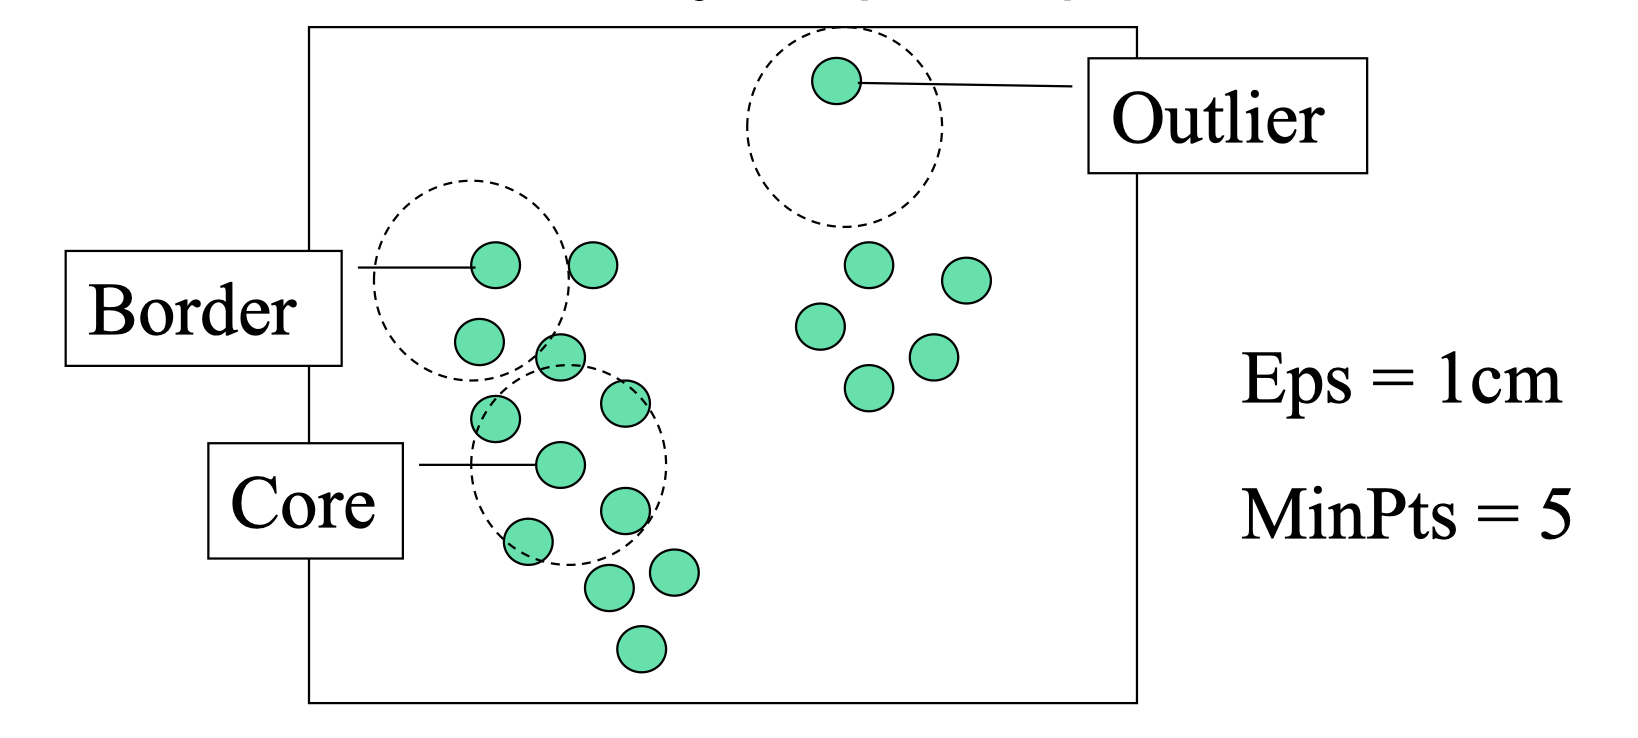 Outlier
Border
Eps = 1cm
Core
MinPts = 5